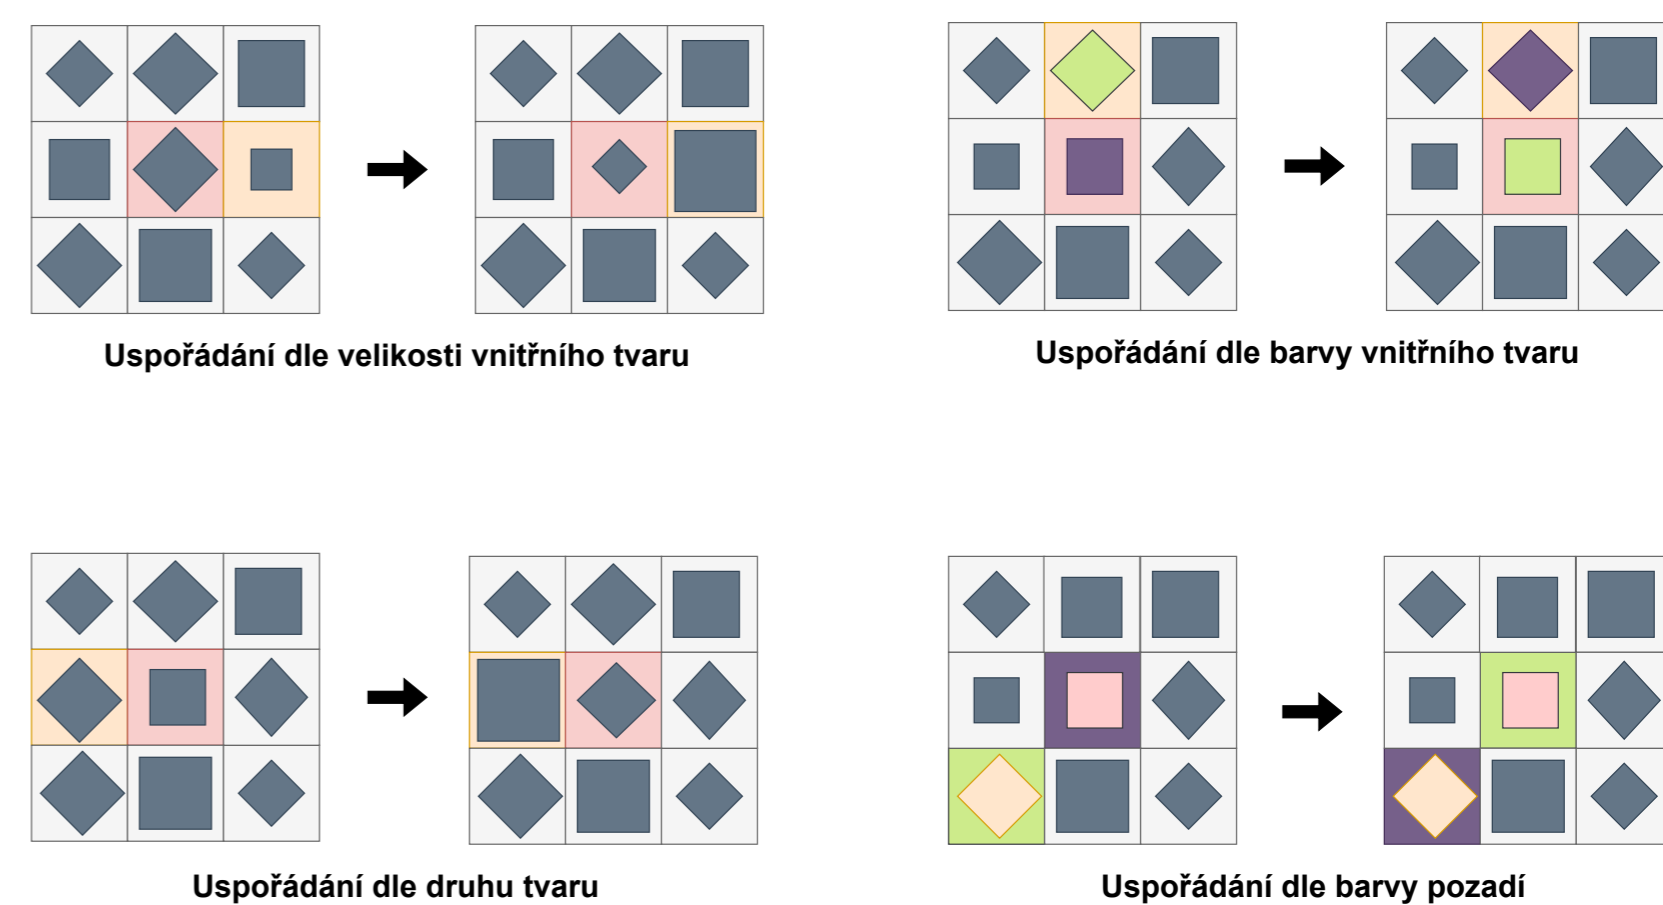 Uspořádání dle velikosti vnitřního tvaru
Uspořádání dle barvy vnitřního tvaru
Uspořádání dle druhu tvaru
Uspořádání dle barvy pozadí